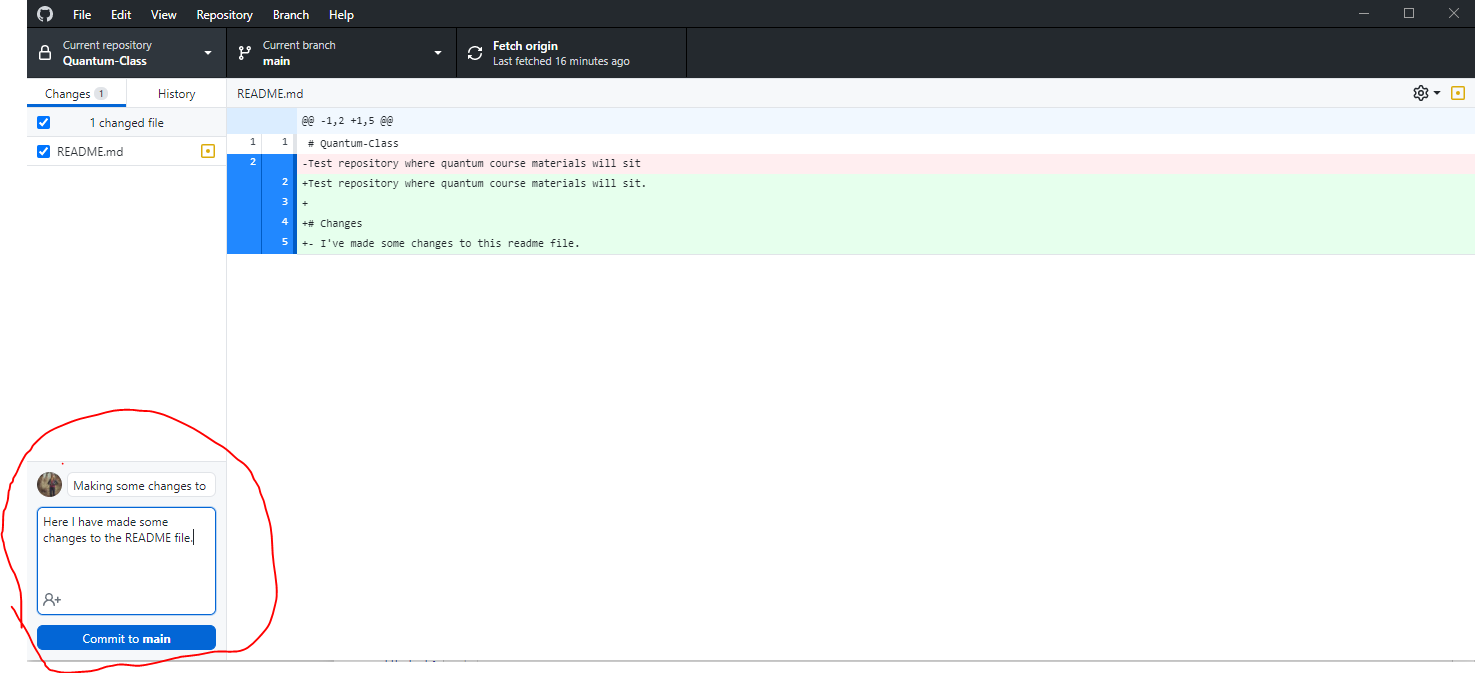 File Edit View Repository Branch Help
Current repository
Quantum-Class
Current branch
main
Fetch origin
Last fetched 16 minutes ago
Changes 1 History
README.md
1 changed file
README.md
@@ -1,2 +1,5 @@
1 1 # Quantum-Class
2 -Test repository where quantum course materials will sit
2 +Test repository where quantum course materials will sit.
3 +
4 +# Changes
5 +- I've made some changes to this readme file.
Making some changes to
Here I have made some
changes to the README file.
Commit to main